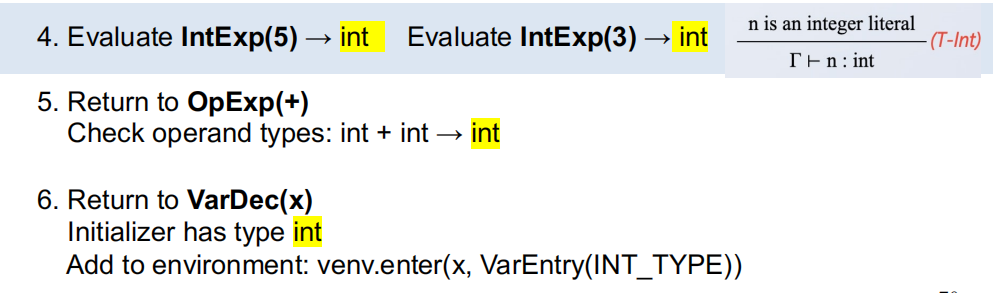 4. Evaluate IntExp(5) → int Evaluate IntExp(3) → int
n is an integer literal
Γ ⊢ n : int
(T-Int)
5. Return to OpExp(+)
Check operand types: int + int → int
6. Return to VarDec(x)
Initializer has type int
Add to environment: venv.enter(x, VarEntry(INT_TYPE))